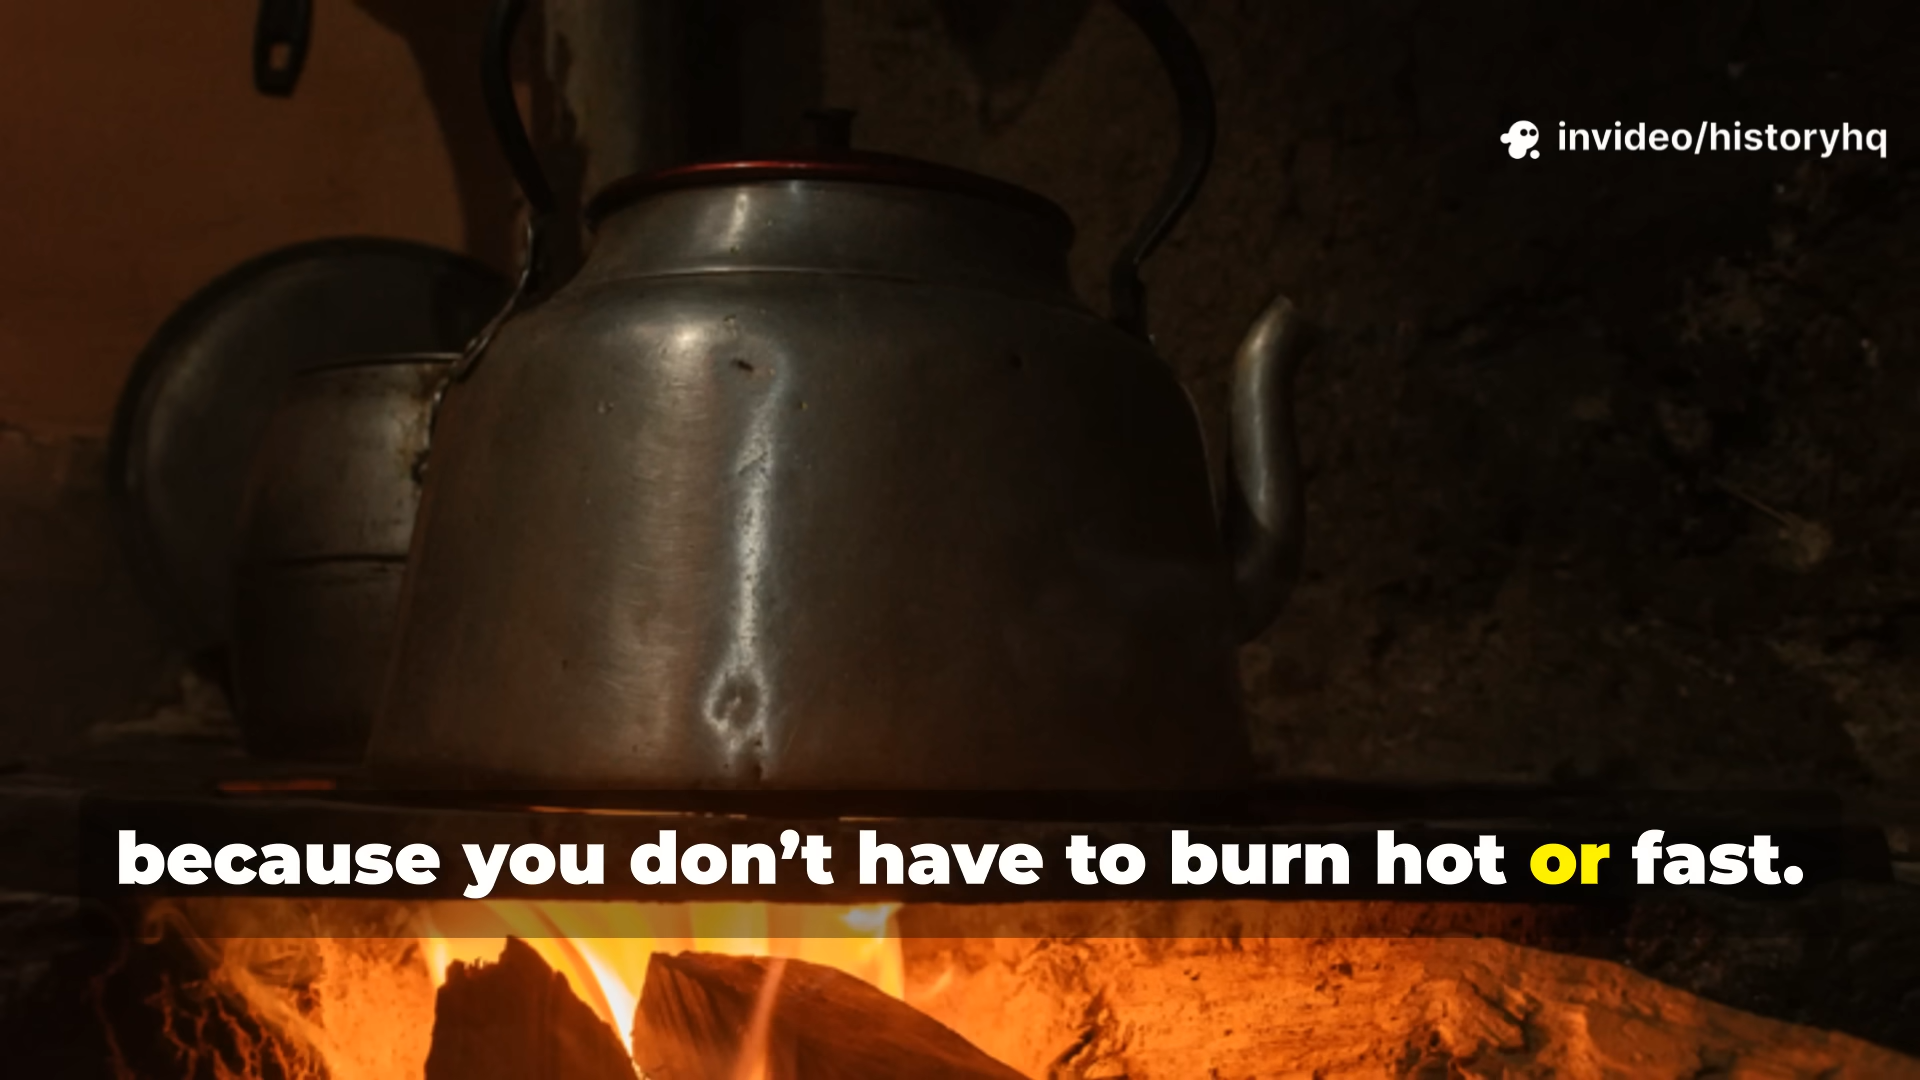 invideo/historyhq
because you don’t have to burn hot or fast.